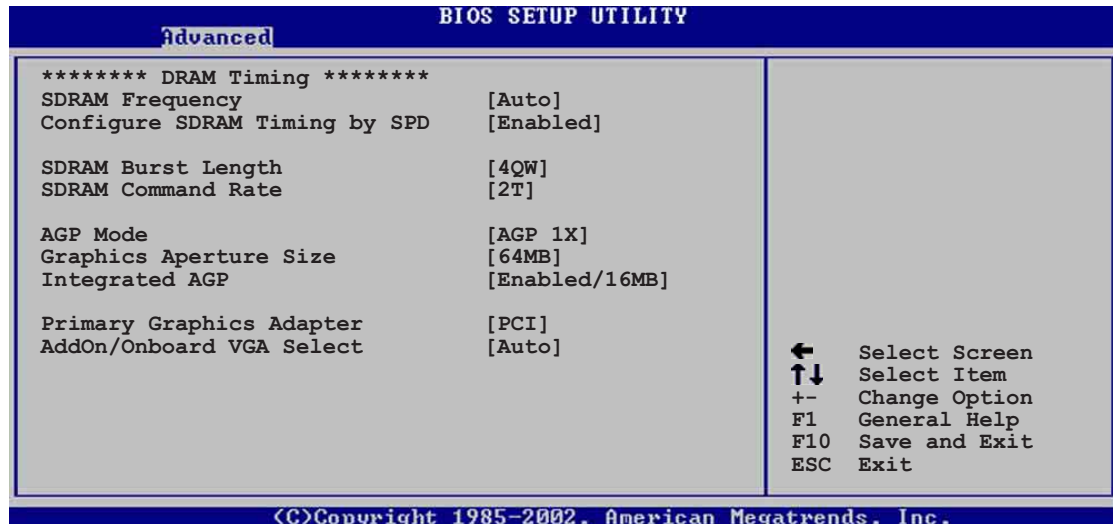 BIOS SETUP UTILITY
Advanced
******** DRAM Timing ********
SDRAM Frequency [Auto]
Configure SDRAM Timing by SPD [Enabled]
SDRAM Burst Length [4QW]
SDRAM Command Rate [2T]
AGP Mode [AGP 1X]
Graphics Aperture Size [64MB]
Integrated AGP [Enabled/16MB]
Primary Graphics Adapter [PCI]
AddOn/Onboard VGA Select [Auto]
← Select Screen
↑↓ Select Item
+- Change Option
F1 General Help
F10 Save and Exit
ESC Exit
(C)Copyright 1985-2002, American Megatrends, Inc.